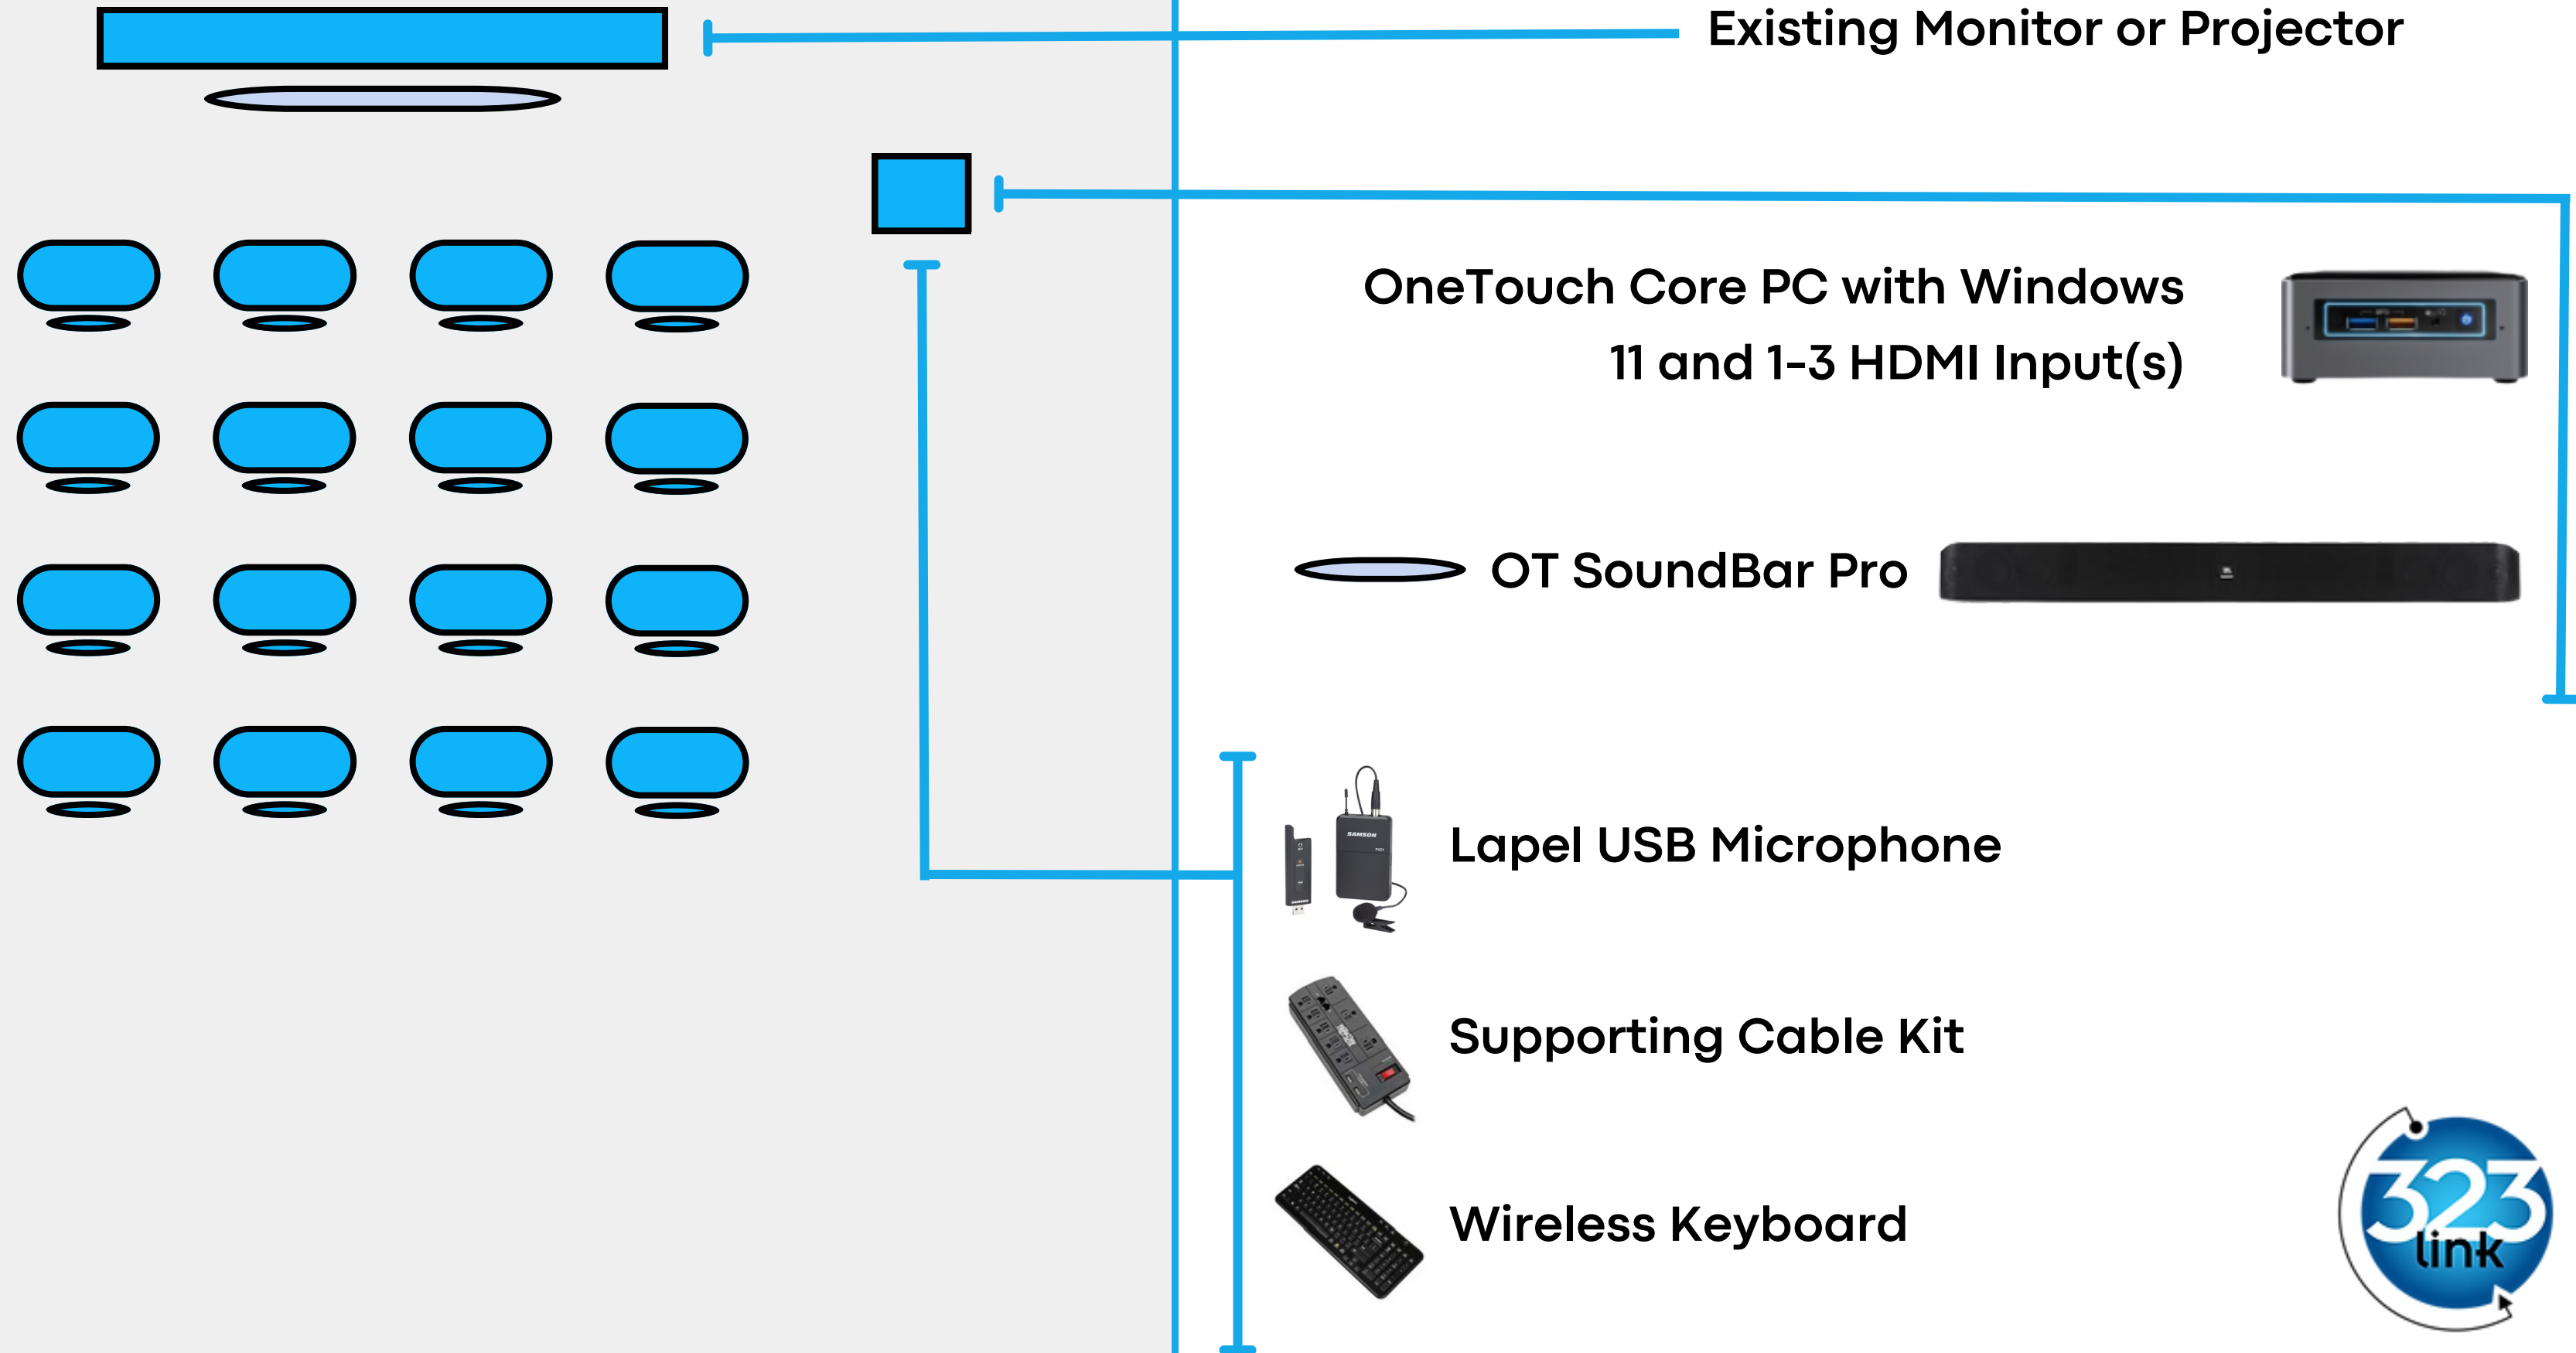 Existing Monitor or Projector
OneTouch Core PC with Windows
11 and 1-3 HDMI Input(s)
OT SoundBar Pro
SAMSON
Lapel USB Microphone
Supporting Cable Kit
Wireless Keyboard
323
link